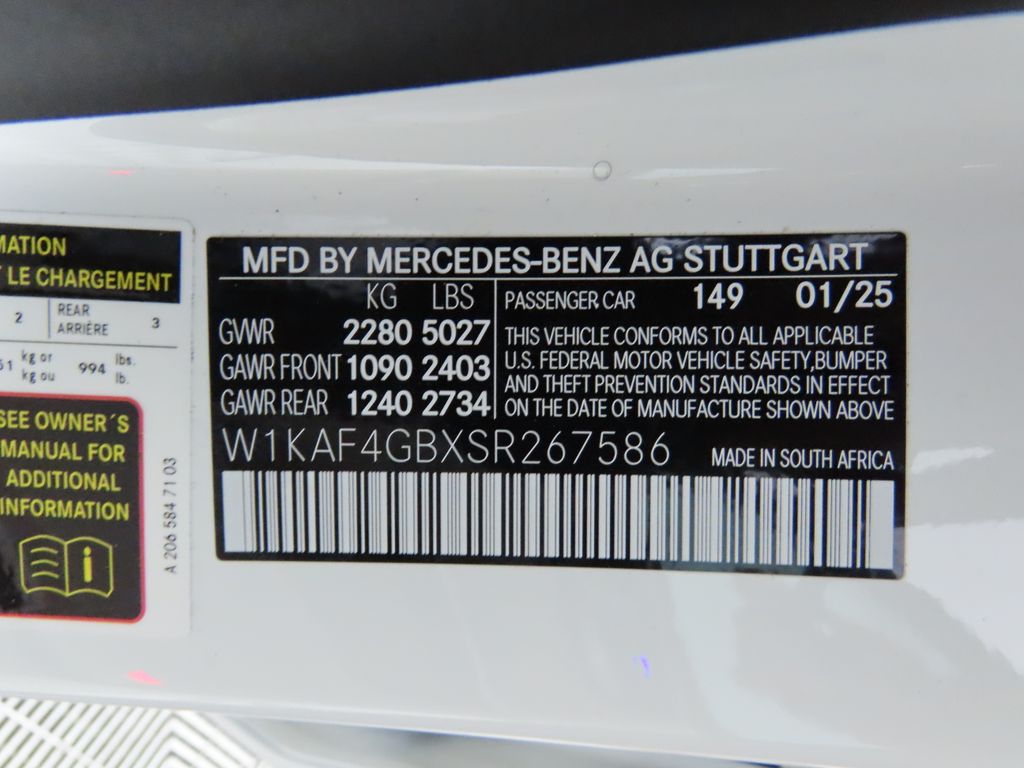 MATION
T LE CHARGEMENT
2 REAR ARRIÈRE 3
51 kg or kg ou 994 lbs. lb.
SEE OWNER´S
MANUAL FOR
ADDITIONAL
INFORMATION
A 206 584 71 03
MFD BY MERCEDES-BENZ AG STUTTGART
KG LBS
GVWR 2280 5027
GAWR FRONT 1090 2403
GAWR REAR 1240 2734
PASSENGER CAR 149 01/25
THIS VEHICLE CONFORMS TO ALL APPLICABLE
U.S. FEDERAL MOTOR VEHICLE SAFETY,BUMPER
AND THEFT PREVENTION STANDARDS IN EFFECT
ON THE DATE OF MANUFACTURE SHOWN ABOVE
W1KAF4GBXSR267586
MADE IN SOUTH AFRICA